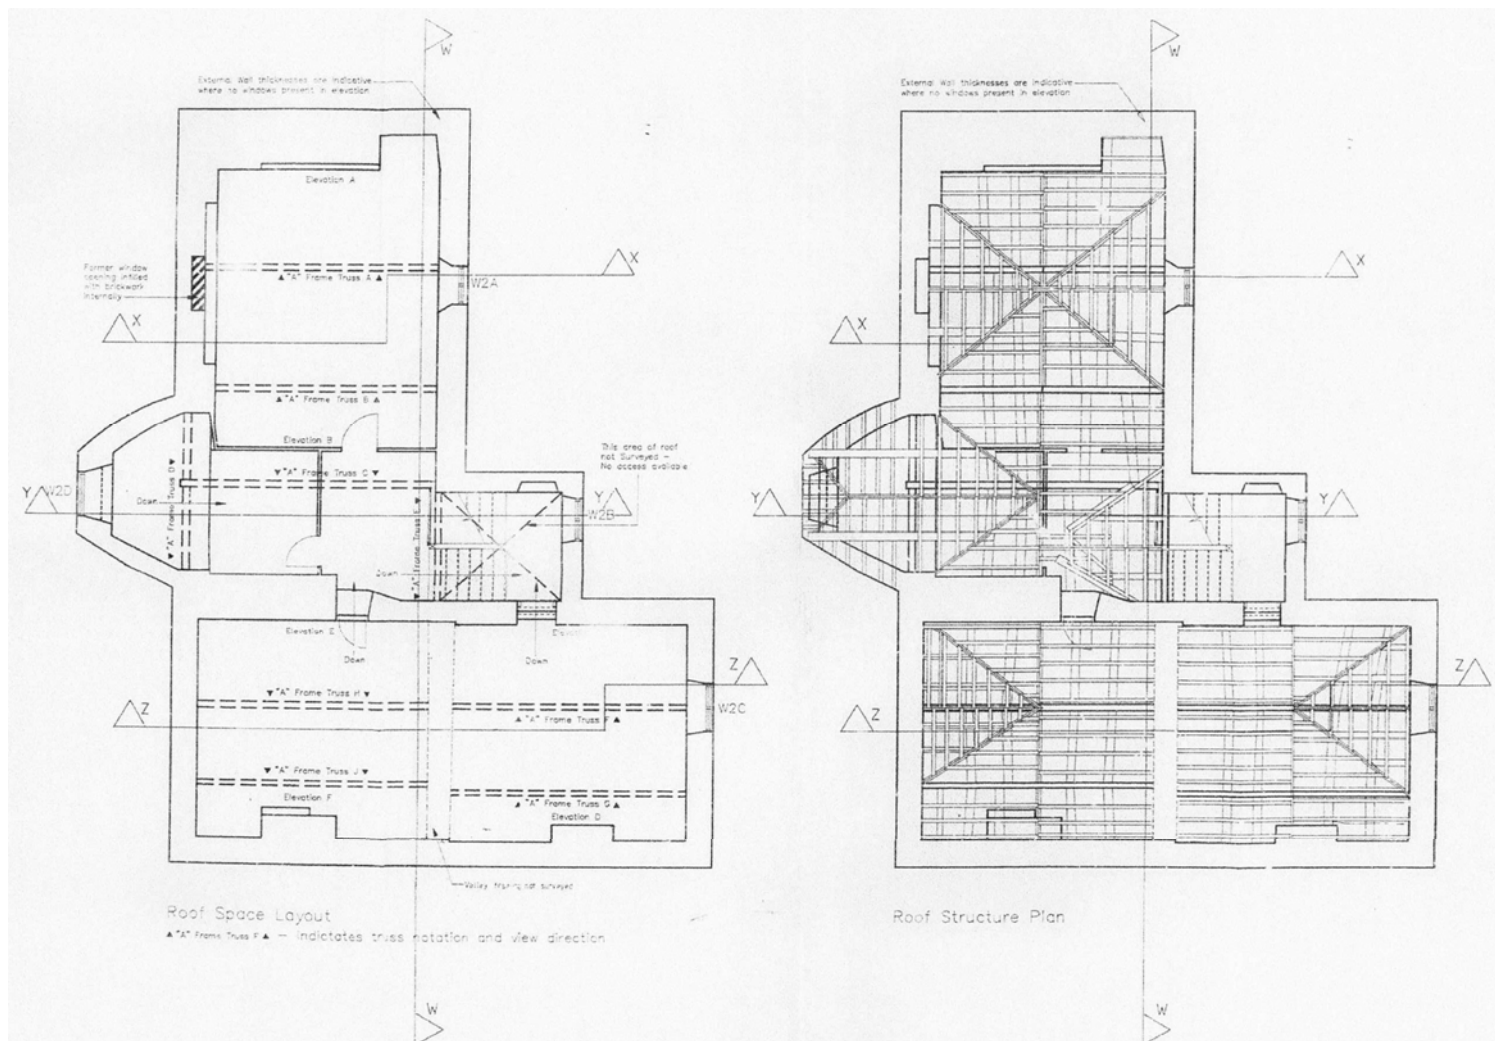 W
W
External Wall thicknesses are indicative
where no windows present in elevation
External Wall thicknesses are indicative
where no windows present in elevation
Elevation A
Former window
opening infilled
with brickwork
internally
▲ "A" Frame Truss A ▲
X
W2A
X
X
X
▲ "A" Frame Truss B ▲
Elevation B
This area of roof
not Surveyed –
No access available
▼ "A" Frame Truss C ▼
▼ "A" Frame Truss D ▼
Y
W2D
Down
"A" Frame Truss E
Y
W2B
Y
Y
Down
Elevation E
Down
Down
Z
Z
▼ "A" Frame Truss H ▼
▲ "A" Frame Truss F ▲
Z
W2C
Z
▼ "A" Frame Truss J ▼
▲ "A" Frame Truss G ▲
Elevation F
Elevation D
Valley framing not surveyed
Roof Space Layout
Roof Structure Plan
▲ "A" Frame Truss F ▲ – indictates truss notation and view direction
W
W